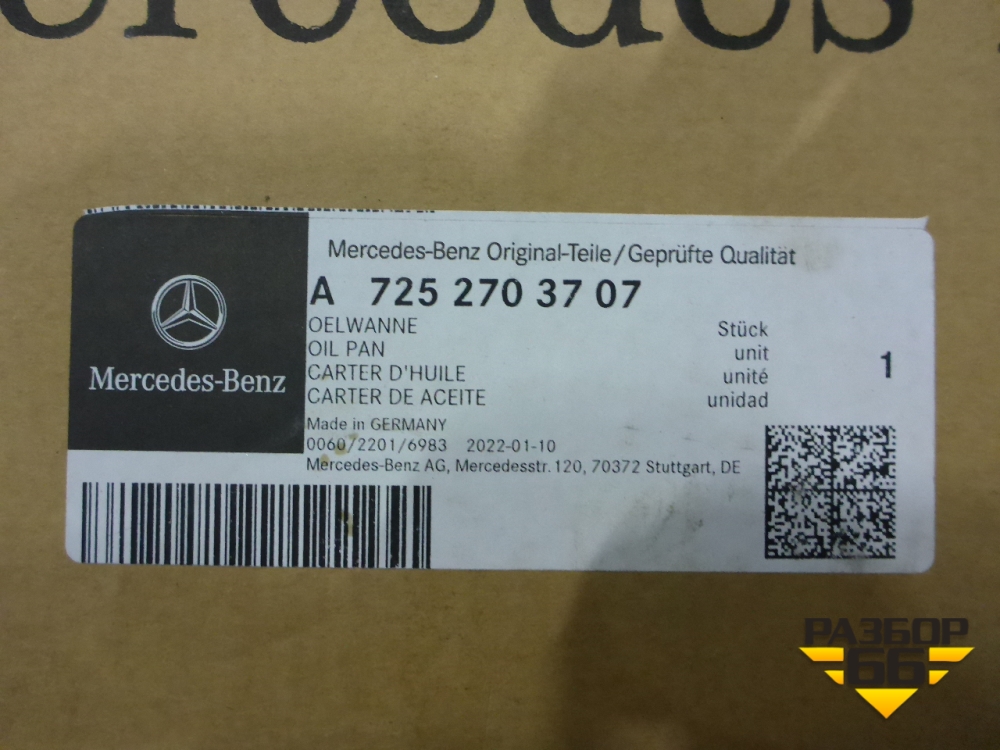 Mercedes
Mercedes-Benz Original-Teile/Geprüfte Qualität
A 725 270 37 07
OELWANNE
Stück
OIL PAN
unit
CARTER D'HUILE
unité
CARTER DE ACEITE
unidad
1
Mercedes-Benz
Made in GERMANY
0060/2201/6983 2022-01-10
Mercedes-Benz AG, Mercedesstr. 120, 70372 Stuttgart, DE
РАЗБОР
66